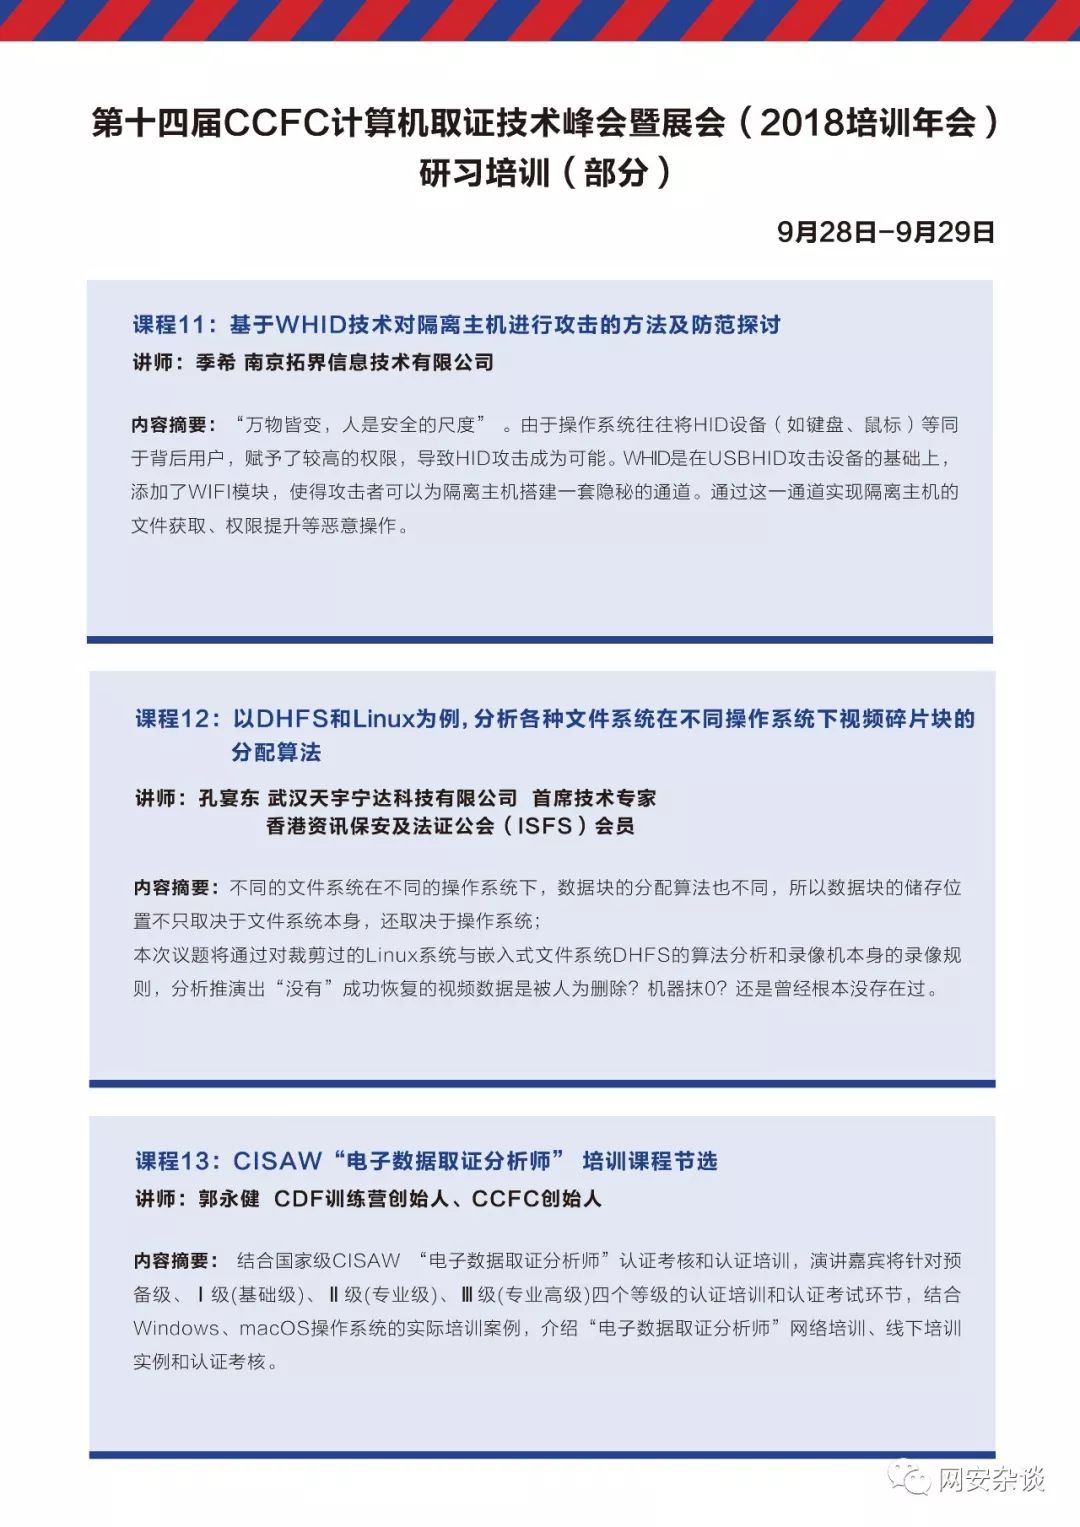 第十四届CCFC计算机取证技术峰会暨展会（2018培训年会）
研习培训（部分）
9月28日-9月29日
课程11：基于WHID技术对隔离主机进行攻击的方法及防范探讨
讲师：季希 南京拓界信息技术有限公司
内容摘要：“万物皆变，人是安全的尺度”。由于操作系统往往将HID设备（如键盘、鼠标）等同
于背后用户，赋予了较高的权限，导致HID攻击成为可能。WHID是在USBHID攻击设备的基础上，
添加了WIFI模块，使得攻击者可以为隔离主机搭建一套隐秘的通道。通过这一通道实现隔离主机的
文件获取、权限提升等恶意操作。
课程12：以DHFS和Linux为例，分析各种文件系统在不同操作系统下视频碎片块的
分配算法
讲师：孔宴东 武汉天宇宁达科技有限公司 首席技术专家
香港资讯保安及法证公会（ISFS）会员
内容摘要：不同的文件系统在不同的操作系统下，数据块的分配算法也不同，所以数据块的储存位
置不只取决于文件系统本身，还取决于操作系统；
本次议题将通过对裁剪过的Linux系统与嵌入式文件系统DHFS的算法分析和录像机本身的录像规
则，分析推演出“没有”成功恢复的视频数据是被人为删除？机器抹0？还是曾经根本没存在过。
课程13：CISAW“电子数据取证分析师” 培训课程节选
讲师：郭永健 CDF训练营创始人、CCFC创始人
内容摘要： 结合国家级CISAW “电子数据取证分析师”认证考核和认证培训，演讲嘉宾将针对预
备级、Ⅰ级(基础级)、Ⅱ级(专业级)、Ⅲ级(专业高级)四个等级的认证培训和认证考试环节，结合
Windows、macOS操作系统的实际培训案例，介绍“电子数据取证分析师”网络培训、线下培训
实例和认证考核。
网安杂谈